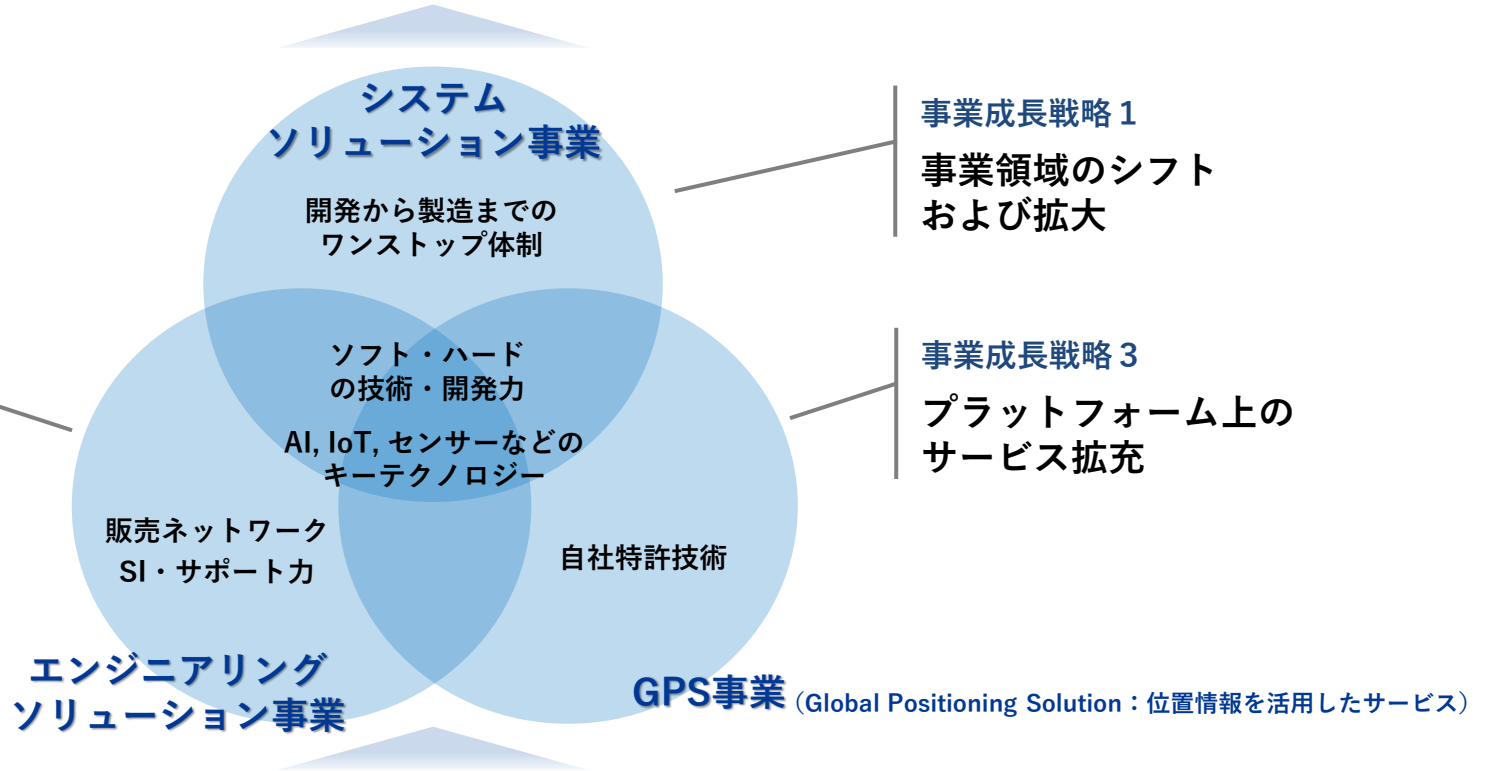 システム
ソリューション事業
開発から製造までの
ワンストップ体制
事業成長戦略1
事業領域のシフト
および拡大
ソフト・ハード
の技術・開発力
AI, IoT, センサーなどの
キーテクノロジー
事業成長戦略3
プラットフォーム上の
サービス拡充
販売ネットワーク
SI・サポート力
自社特許技術
エンジニアリング
ソリューション事業
GPS事業（Global Positioning Solution：位置情報を活用したサービス）